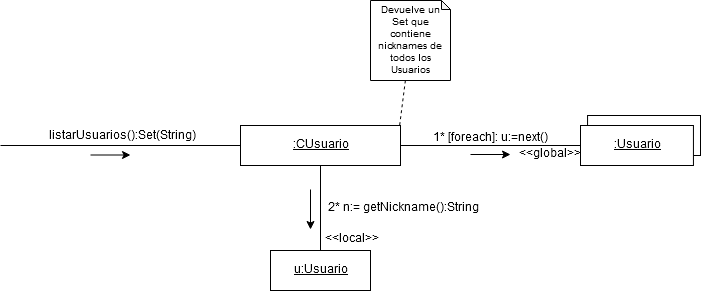 Devuelve un
Set que
contiene
nicknames de
todos los
Usuarios
listarUsuarios():Set(String)
:CUsuario
1* [foreach]: u:=next()
<<global>>
:Usuario
2* n:= getNickname():String
<<local>>
u:Usuario